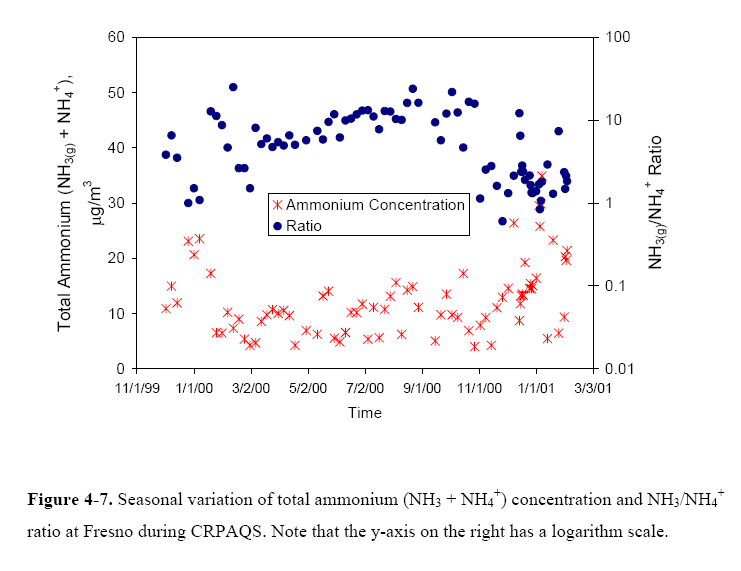 60
50
40
30
20
10
0
100
10
1
0.1
0.01
Total Ammonium (NH3(g) + NH4+),
µg/m3
NH3(g)/NH4+ Ratio
Ammonium Concentration
Ratio
11/1/99 1/1/00 3/2/00 5/2/00 7/2/00 9/1/00 11/1/00 1/1/01 3/3/01
Time
Figure 4-7. Seasonal variation of total ammonium (NH3 + NH4+) concentration and NH3/NH4+
ratio at Fresno during CRPAQS. Note that the y-axis on the right has a logarithm scale.